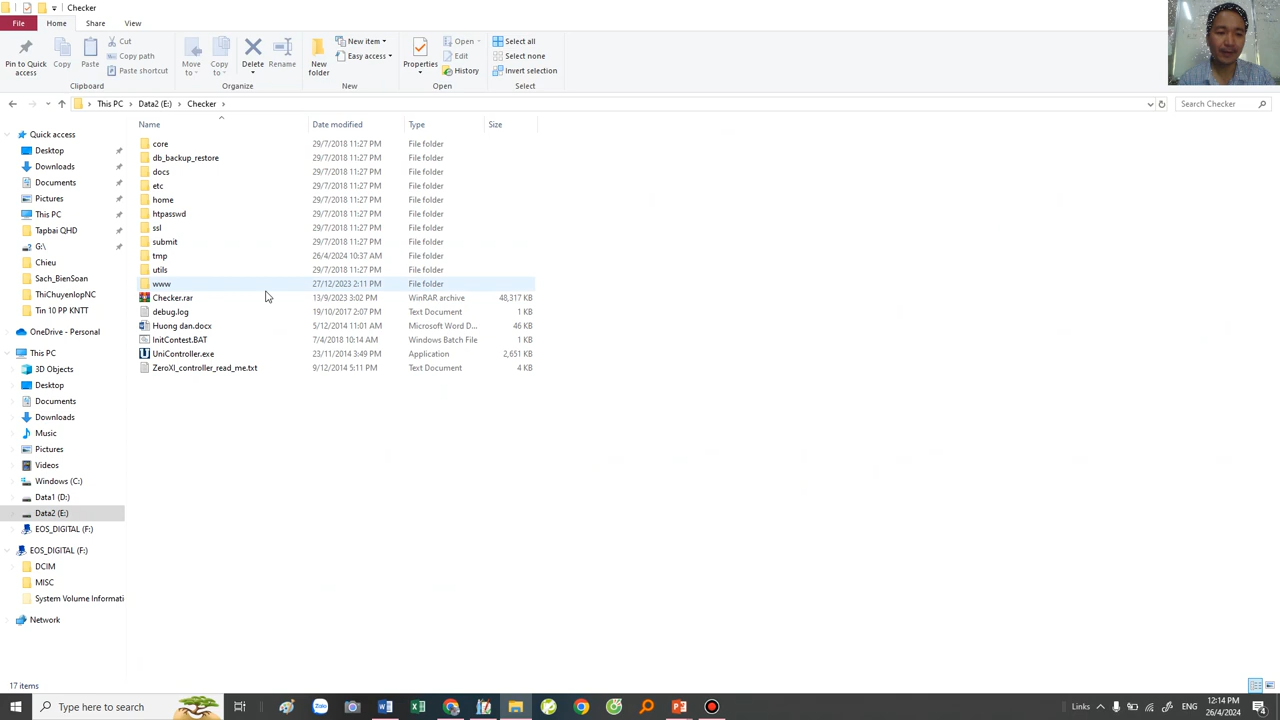 Checker
File Home Share View
Pin to Quick access
Copy
Paste
Cut
Copy path
Paste shortcut
Clipboard
Move to
Copy to
Delete
Rename
Organize
New folder
New item
Easy access
New
Properties
Open
Edit
History
Open
Select all
Select none
Invert selection
Select
This PC > Data2 (E:) > Checker >
Search Checker
Name Date modified Type Size
core 29/7/2018 11:27 PM File folder
db_backup_restore 29/7/2018 11:27 PM File folder
docs 29/7/2018 11:27 PM File folder
etc 29/7/2018 11:27 PM File folder
home 29/7/2018 11:27 PM File folder
htpasswd 29/7/2018 11:27 PM File folder
ssl 29/7/2018 11:27 PM File folder
submit 29/7/2018 11:27 PM File folder
tmp 26/4/2024 10:37 AM File folder
utils 29/7/2018 11:27 PM File folder
www 27/12/2023 2:11 PM File folder
Checker.rar 13/9/2023 3:02 PM WinRAR archive 48,317 KB
debug.log 19/10/2017 2:07 PM Text Document 1 KB
Huong dan.docx 5/12/2014 11:01 AM Microsoft Word D... 46 KB
InitContest.BAT 7/4/2018 10:14 AM Windows Batch File 1 KB
UniController.exe 23/11/2014 3:49 PM Application 2,651 KB
ZeroXI_controller_read_me.txt 9/12/2014 5:11 PM Text Document 4 KB
Quick access
Desktop
Downloads
Documents
Pictures
This PC
Tapbai QHD
G:\
Chieu
Sach_BienSoan
ThiChuyenlopNC
Tin 10 PP KNTT
OneDrive - Personal
This PC
3D Objects
Desktop
Documents
Downloads
Music
Pictures
Videos
Windows (C:)
Data1 (D:)
Data2 (E:)
EOS_DIGITAL (F:)
EOS_DIGITAL (F:)
DCIM
MISC
System Volume Informati
Network
17 items
Type here to search
Zalo
Links
ENG
12:14 PM
26/4/2024
4